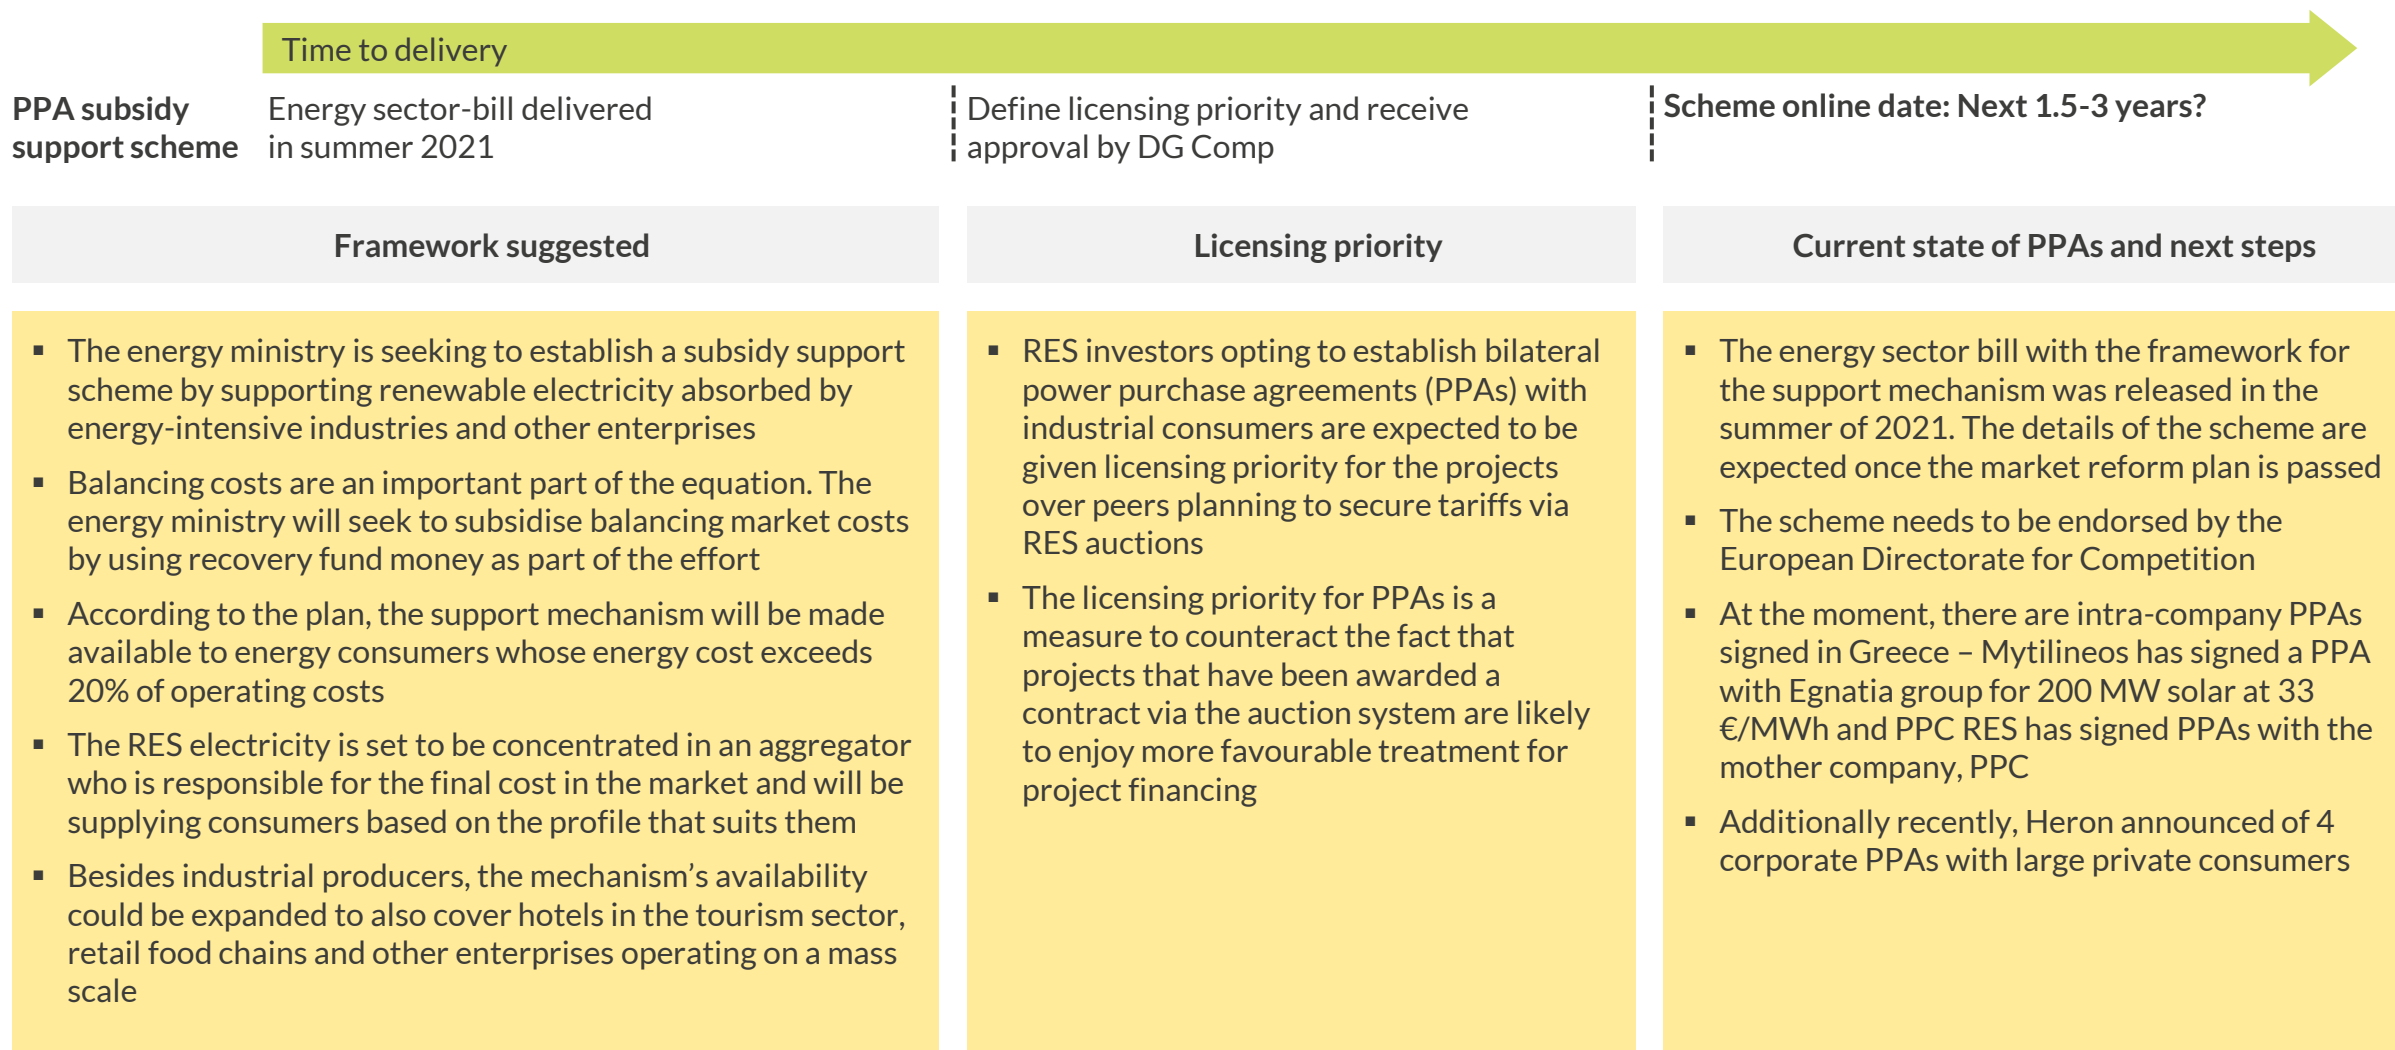 Time to delivery
PPA subsidy
support scheme
Energy sector-bill delivered
in summer 2021
Define licensing priority and receive
approval by DG Comp
Scheme online date: Next 1.5-3 years?
Framework suggested
▪ The energy ministry is seeking to establish a subsidy support
scheme by supporting renewable electricity absorbed by
energy-intensive industries and other enterprises
▪ Balancing costs are an important part of the equation. The
energy ministry will seek to subsidise balancing market costs
by using recovery fund money as part of the effort
▪ According to the plan, the support mechanism will be made
available to energy consumers whose energy cost exceeds
20% of operating costs
▪ The RES electricity is set to be concentrated in an aggregator
who is responsible for the final cost in the market and will be
supplying consumers based on the profile that suits them
▪ Besides industrial producers, the mechanism’s availability
could be expanded to also cover hotels in the tourism sector,
retail food chains and other enterprises operating on a mass
scale
Licensing priority
▪ RES investors opting to establish bilateral
power purchase agreements (PPAs) with
industrial consumers are expected to be
given licensing priority for the projects
over peers planning to secure tariffs via
RES auctions
▪ The licensing priority for PPAs is a
measure to counteract the fact that
projects that have been awarded a
contract via the auction system are likely
to enjoy more favourable treatment for
project financing
Current state of PPAs and next steps
▪ The energy sector bill with the framework for
the support mechanism was released in the
summer of 2021. The details of the scheme are
expected once the market reform plan is passed
▪ The scheme needs to be endorsed by the
European Directorate for Competition
▪ At the moment, there are intra-company PPAs
signed in Greece – Mytilineos has signed a PPA
with Egnatia group for 200 MW solar at 33
€/MWh and PPC RES has signed PPAs with the
mother company, PPC
▪ Additionally recently, Heron announced of 4
corporate PPAs with large private consumers